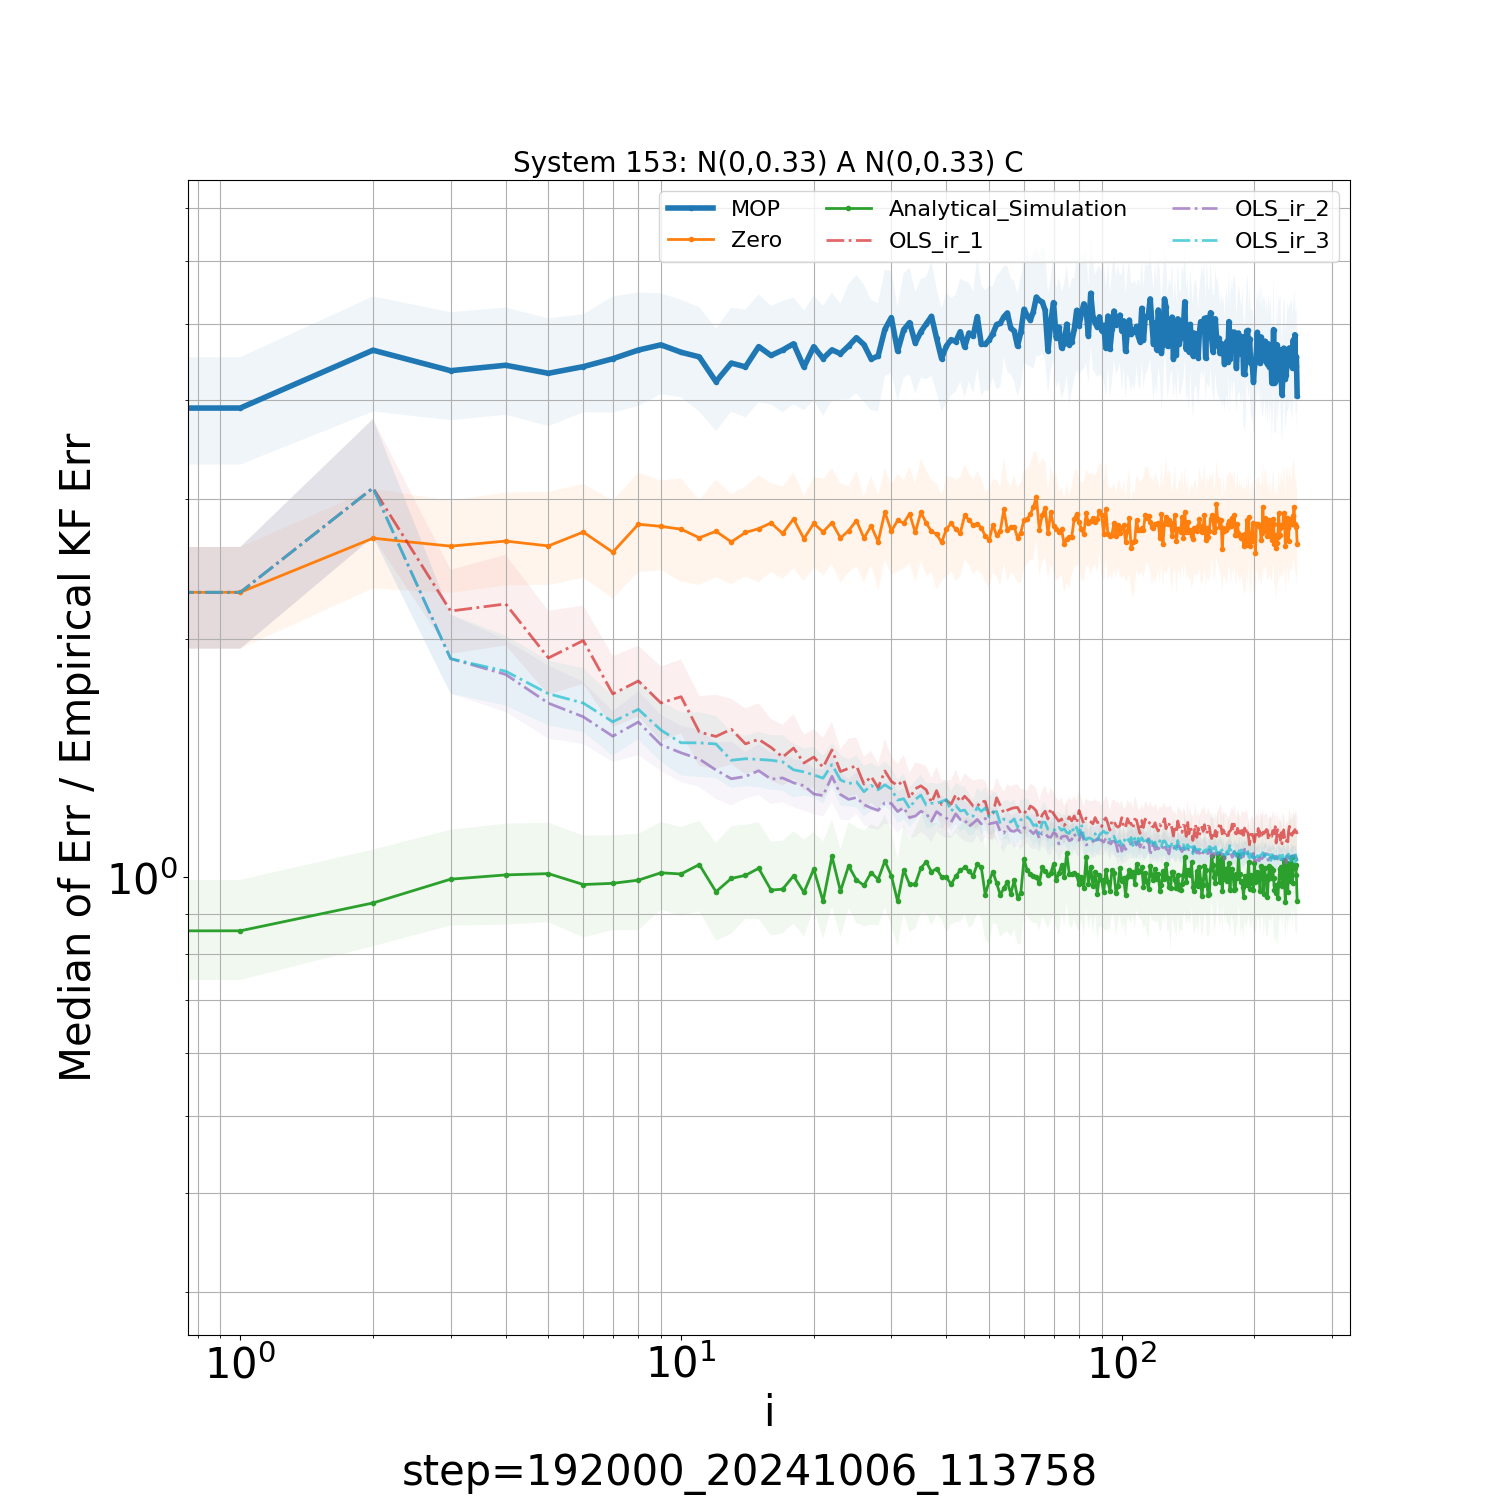 System 153: N(0,0.33) A N(0,0.33) C
MOP
Zero
Analytical_Simulation
OLS_ir_1
OLS_ir_2
OLS_ir_3
Median of Err / Empirical KF Err
10⁰
10⁰ 10¹ 10²
i
step=192000_20241006_113758